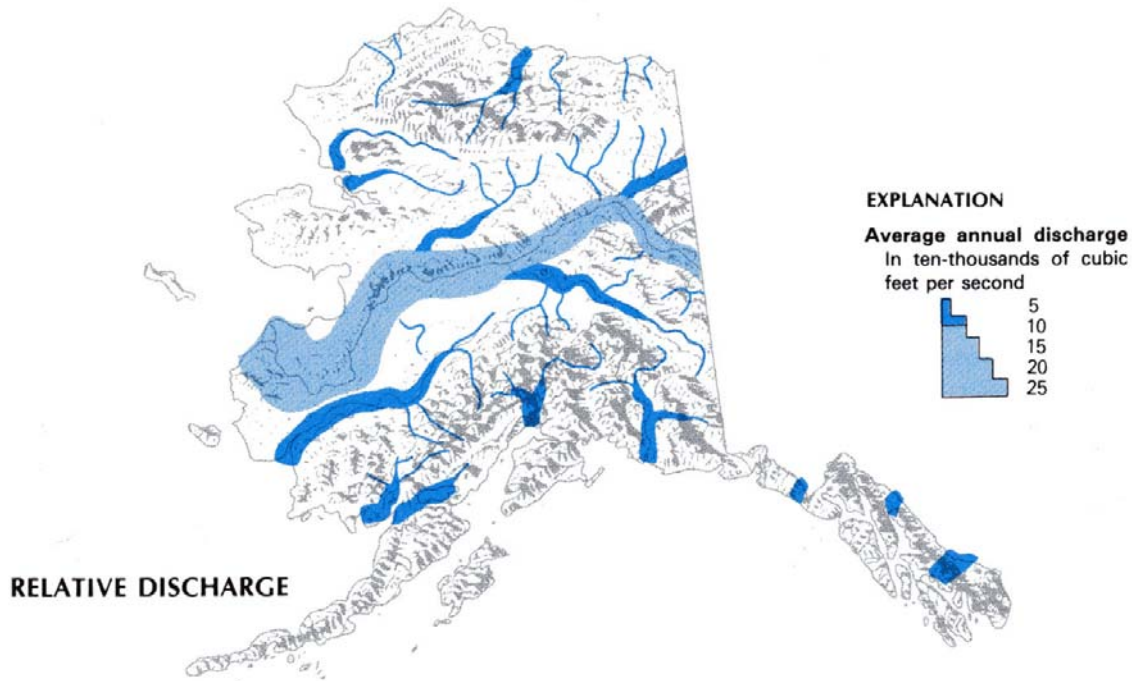 EXPLANATION
Average annual discharge
In ten-thousands of cubic
feet per second
5
10
15
20
25
RELATIVE DISCHARGE